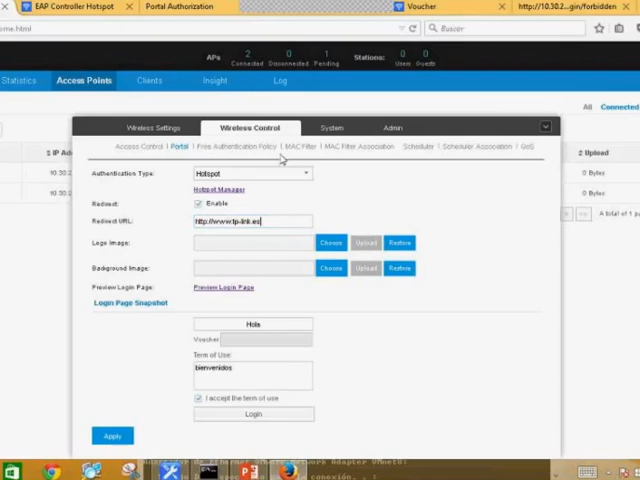 EAP Controller Hotspot
Portal Authorization
Voucher
http://10.30.2...gin/forbidden
ome.html
Buscar
APs
2
0
1
Stations:
0
0
Connected
Disconnected
Pending
Users
Guests
Statistics
Access Points
Clients
Insight
Log
All
Connected
Wireless Settings
Wireless Control
System
Admin
Access Control | Portal | Free Authentication Policy | MAC Filter | MAC Filter Association
Scheduler | Scheduler Association | QoS
IP Add
Upload
Authentication Type:
Hotspot
10.30
0 Bytes
Hotspot Manager
10.30
0 Bytes
Redirect:
Enable
Redirect URL:
http://www.tp-link.es
A total of 1 p
Logo Image:
Choose
Upload
Restore
Background Image:
Choose
Upload
Restore
Preview Login Page:
Preview Login Page
Login Page Snapshot
Hola
Voucher
Term of Use:
bienvenidos
I accept the term of use
Login
Apply